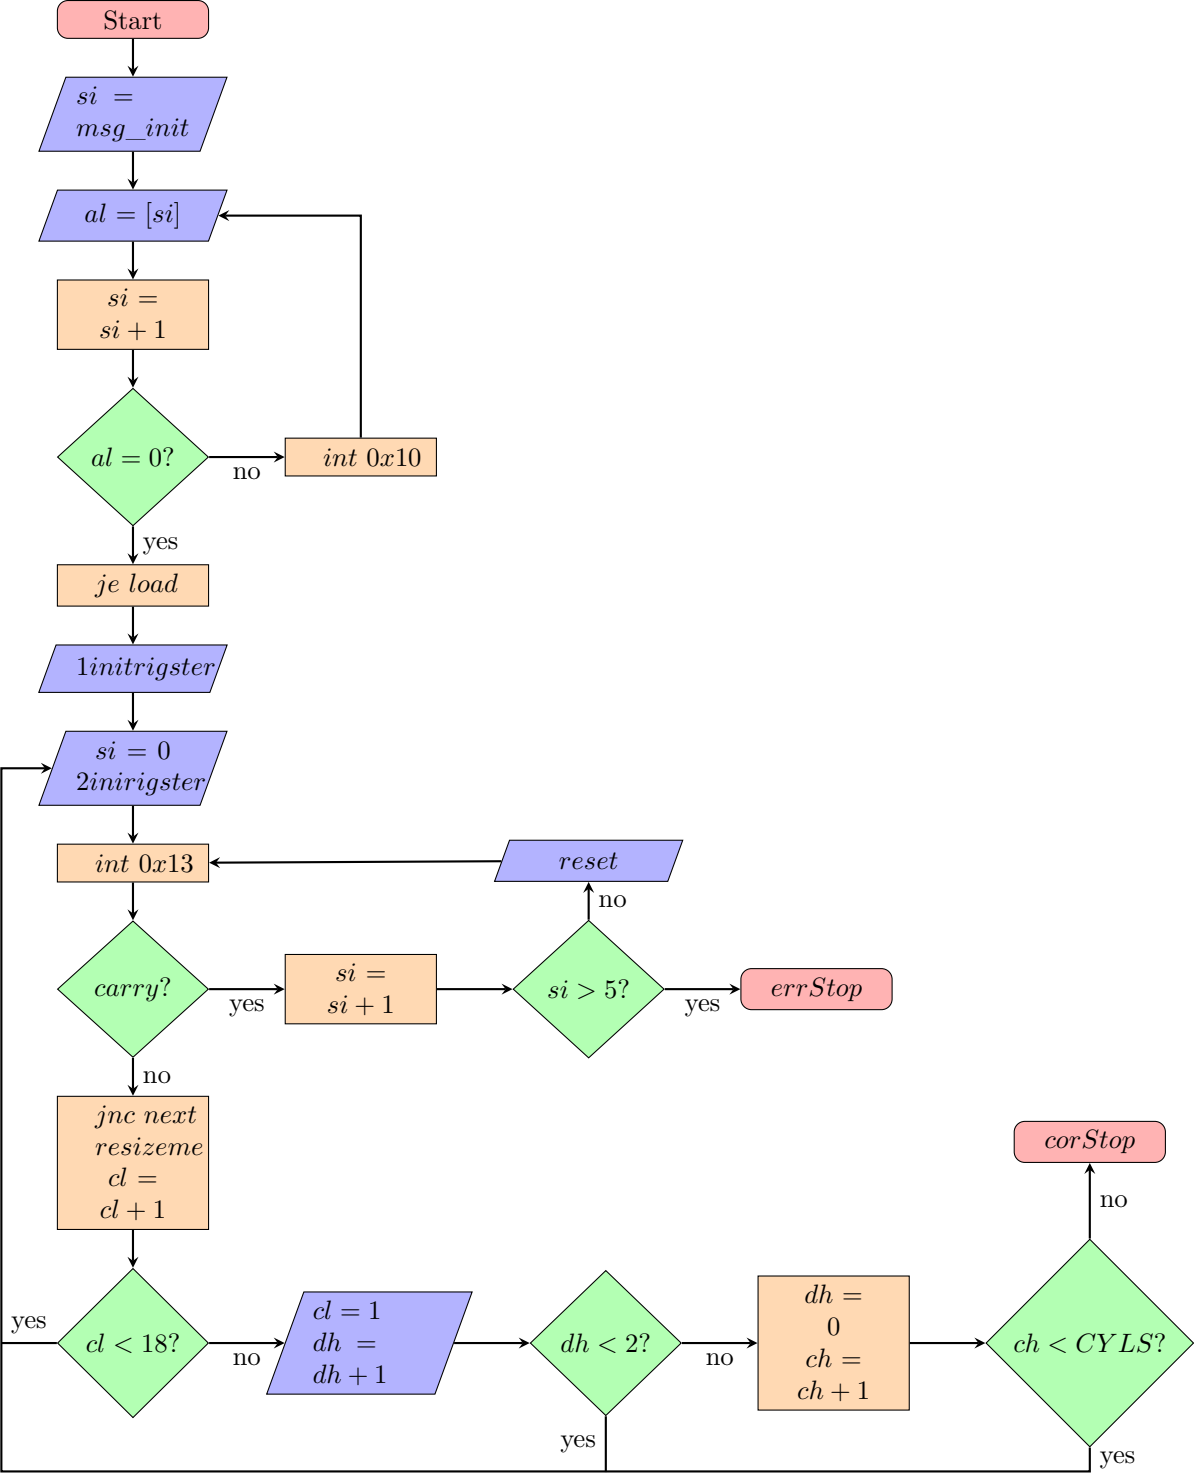 Start
si =
msg_init
al = [si]
si =
si + 1
al = 0?
no
int 0x10
yes
je load
1initrigster
si = 0
2inirigster
int 0x13
reset
no
carry?
yes
si =
si + 1
si > 5?
yes
errStop
no
jnc next
resizeme
cl =
cl + 1
corStop
no
yes
cl < 18?
no
cl = 1
dh =
dh + 1
dh < 2?
no
dh =
0
ch =
ch + 1
ch < CYLS?
yes
yes